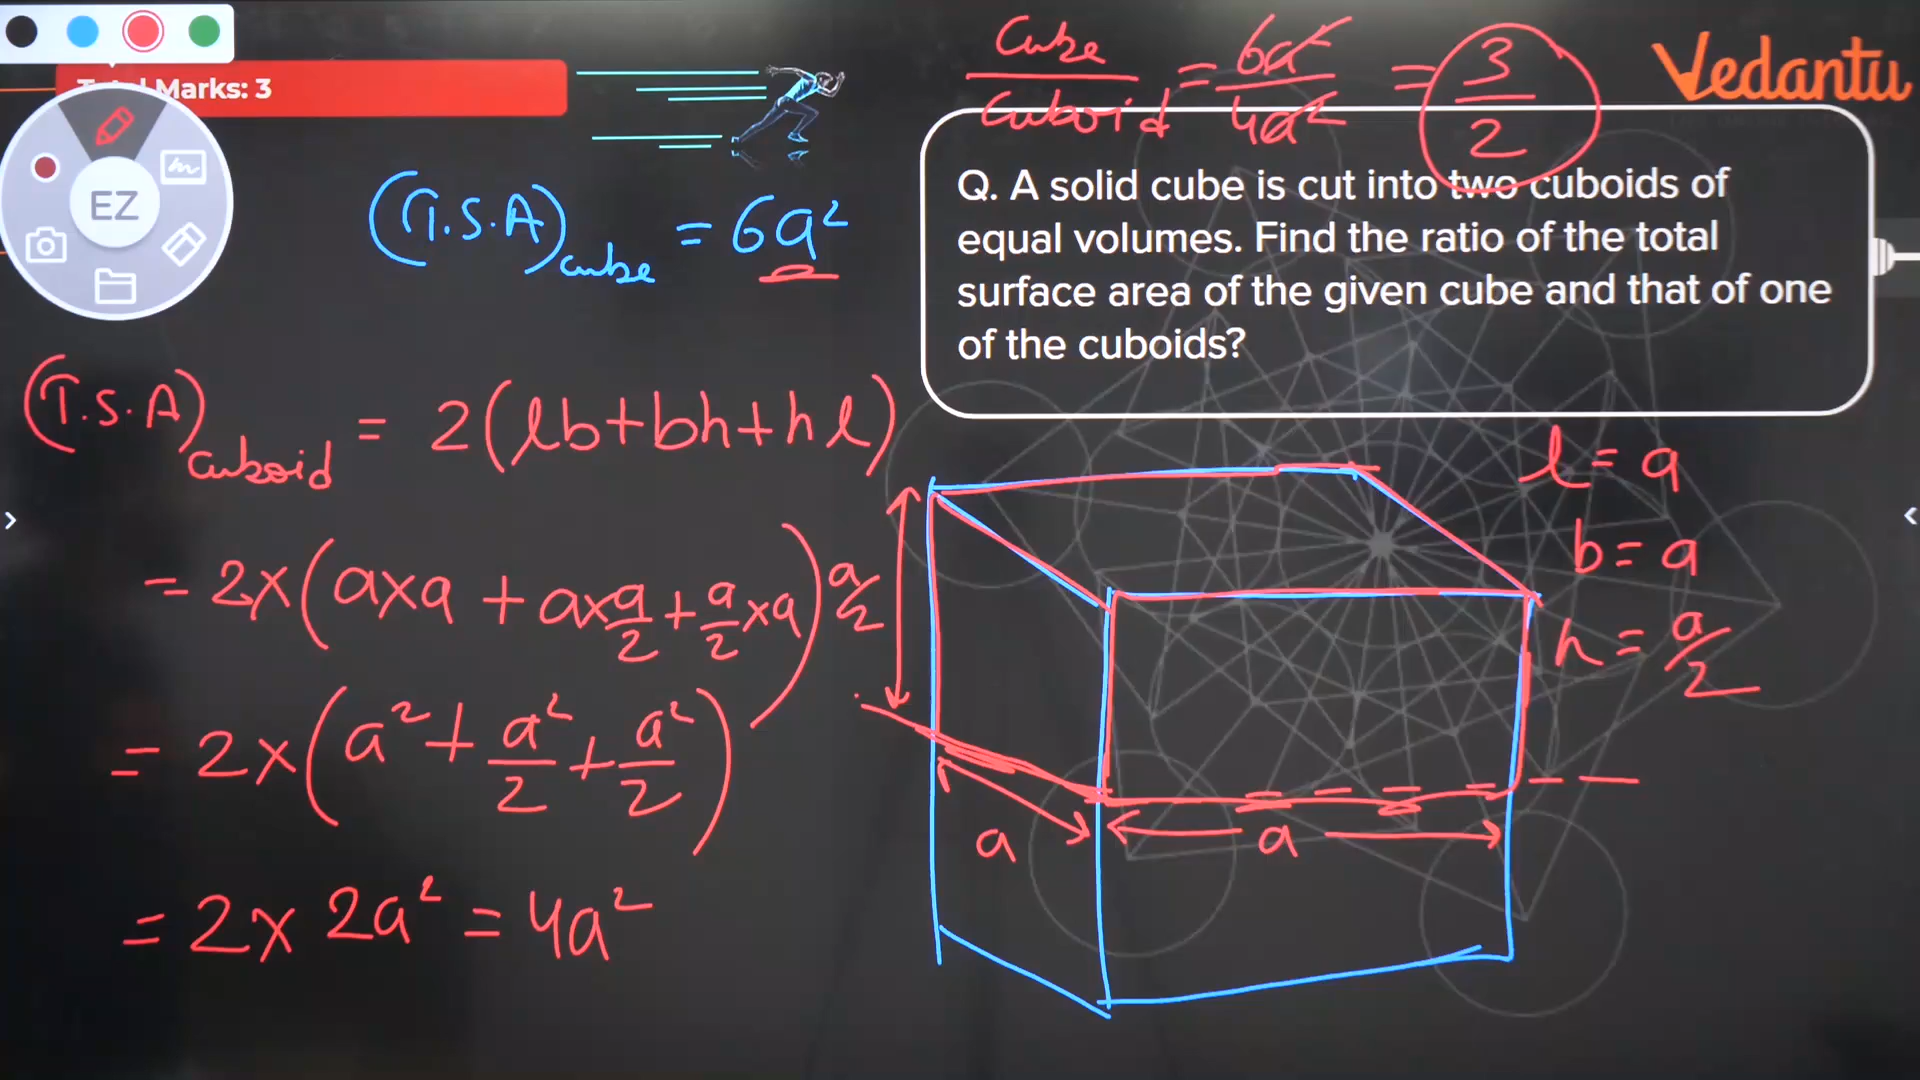 Total Marks: 3
EZ
Cube / Cuboid = 6a² / 4a² = 3/2
Vedantu
Q. A solid cube is cut into two cuboids of
equal volumes. Find the ratio of the total
surface area of the given cube and that of one
of the cuboids?
(T.S.A)cube = 6a²
(T.S.A)cuboid = 2(lb+bh+hl)
= 2×(a×a + a×a/2 + a/2×a)
= 2×(a² + a²/2 + a²/2)
= 2× 2a² = 4a²
a/2
a
a
l = a
b = a
h = a/2